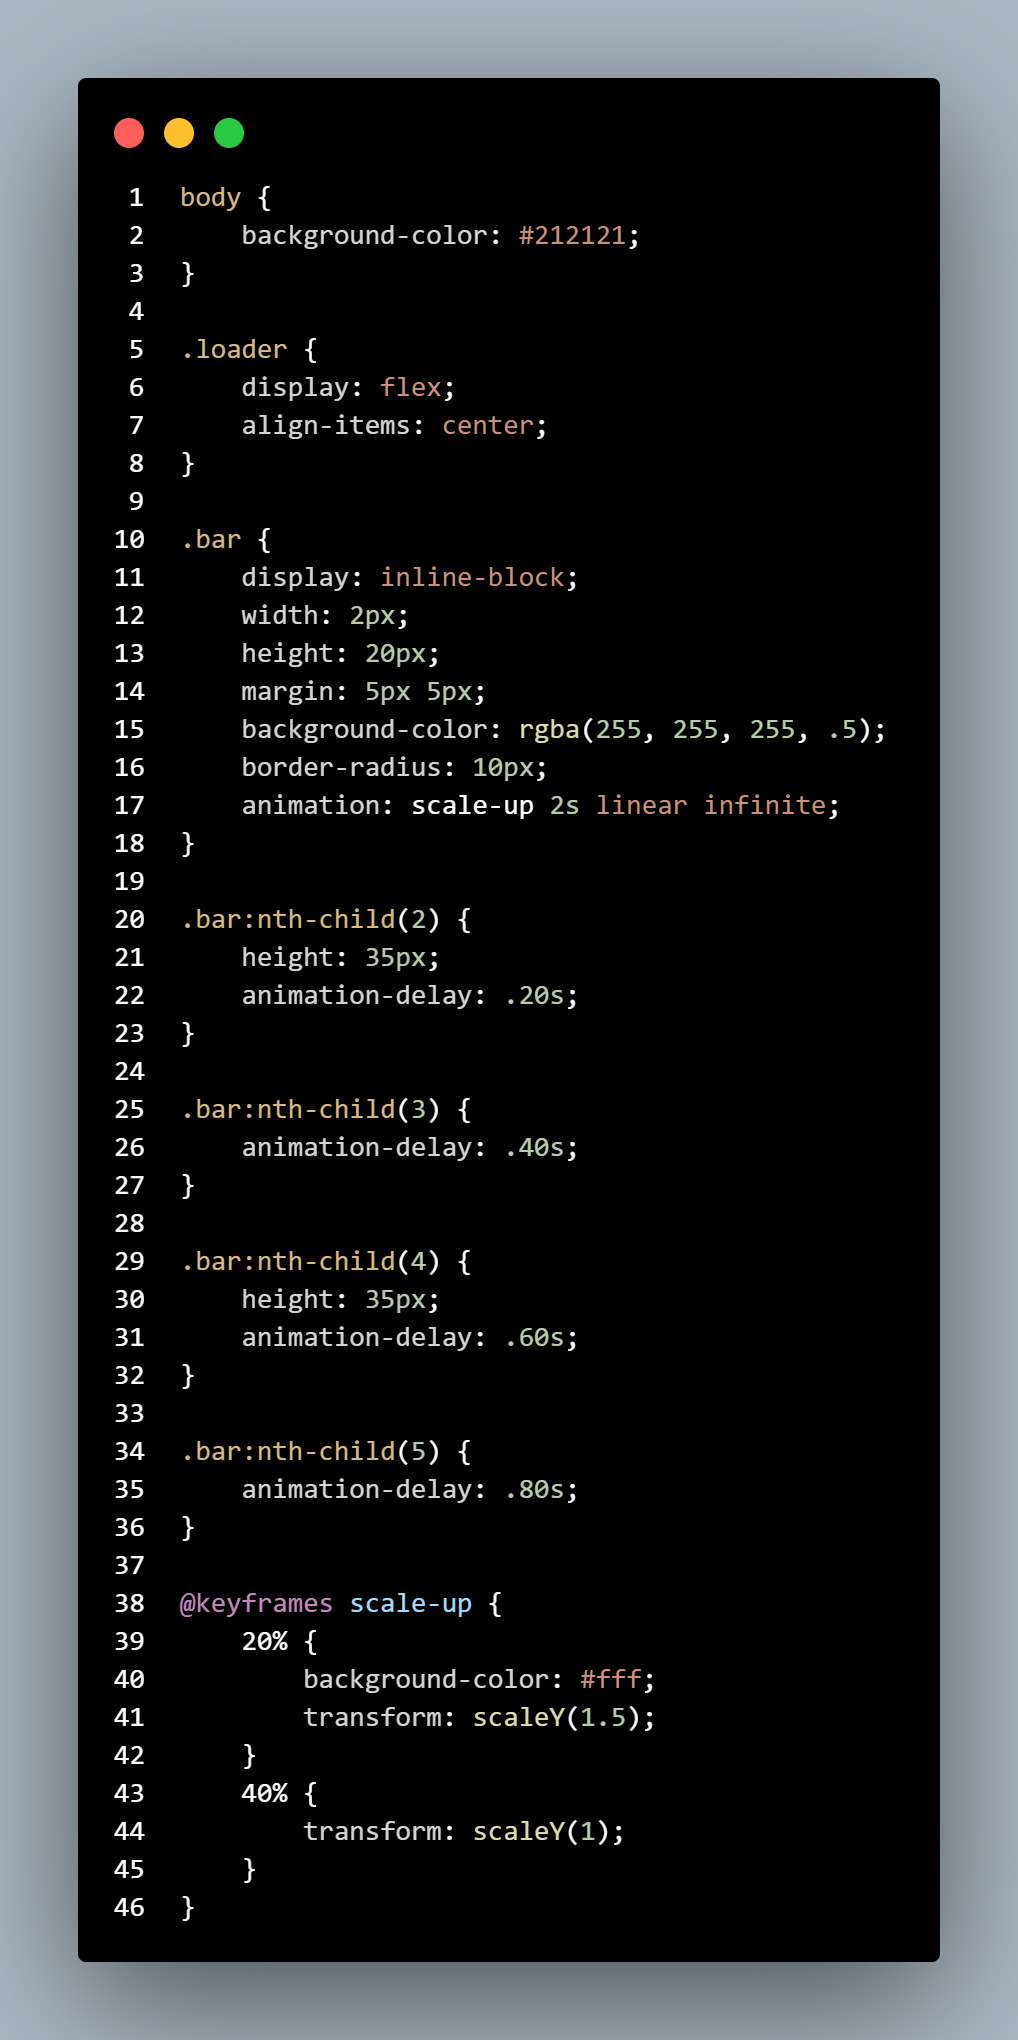 1 body {
2     background-color: #212121;
3 }
4
5 .loader {
6     display: flex;
7     align-items: center;
8 }
9
10 .bar {
11     display: inline-block;
12     width: 2px;
13     height: 20px;
14     margin: 5px 5px;
15     background-color: rgba(255, 255, 255, .5);
16     border-radius: 10px;
17     animation: scale-up 2s linear infinite;
18 }
19
20 .bar:nth-child(2) {
21     height: 35px;
22     animation-delay: .20s;
23 }
24
25 .bar:nth-child(3) {
26     animation-delay: .40s;
27 }
28
29 .bar:nth-child(4) {
30     height: 35px;
31     animation-delay: .60s;
32 }
33
34 .bar:nth-child(5) {
35     animation-delay: .80s;
36 }
37
38 @keyframes scale-up {
39     20% {
40         background-color: #fff;
41         transform: scaleY(1.5);
42     }
43     40% {
44         transform: scaleY(1);
45     }
46 }